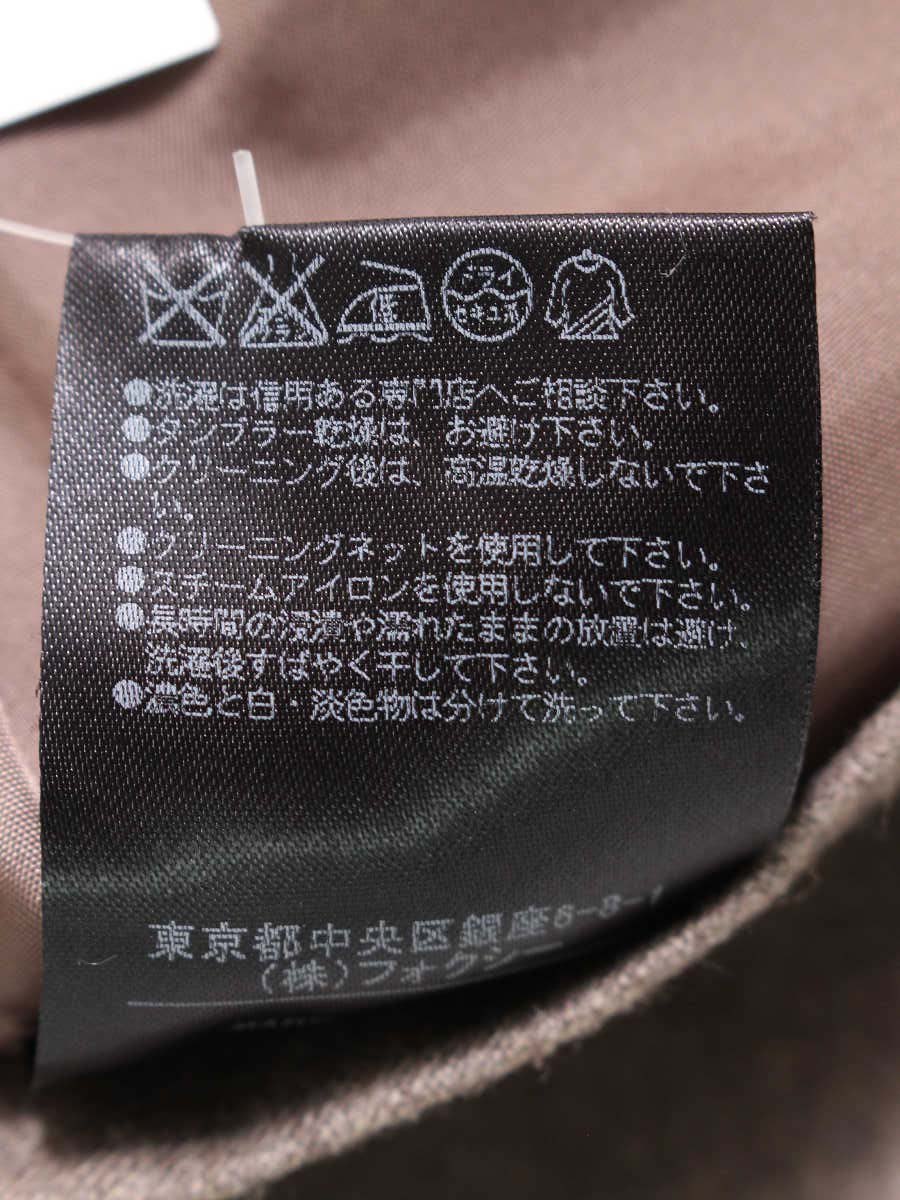 ドライ
セキユ系
●洗濯は信用ある専門店へご相談下さい。
●タンブラー乾燥は、お避け下さい。
●クリーニング後は、高温乾燥しないで下さ
い。
●クリーニングネットを使用して下さい。
●スチームアイロンを使用しないで下さい。
●長時間の浸漬や濡れたままの放置は避け、
洗濯後すばやく干して下さい。
●濃色と白・淡色物は分けて洗って下さい。
東京都中央区銀座6-3-1
(株)フォクシー